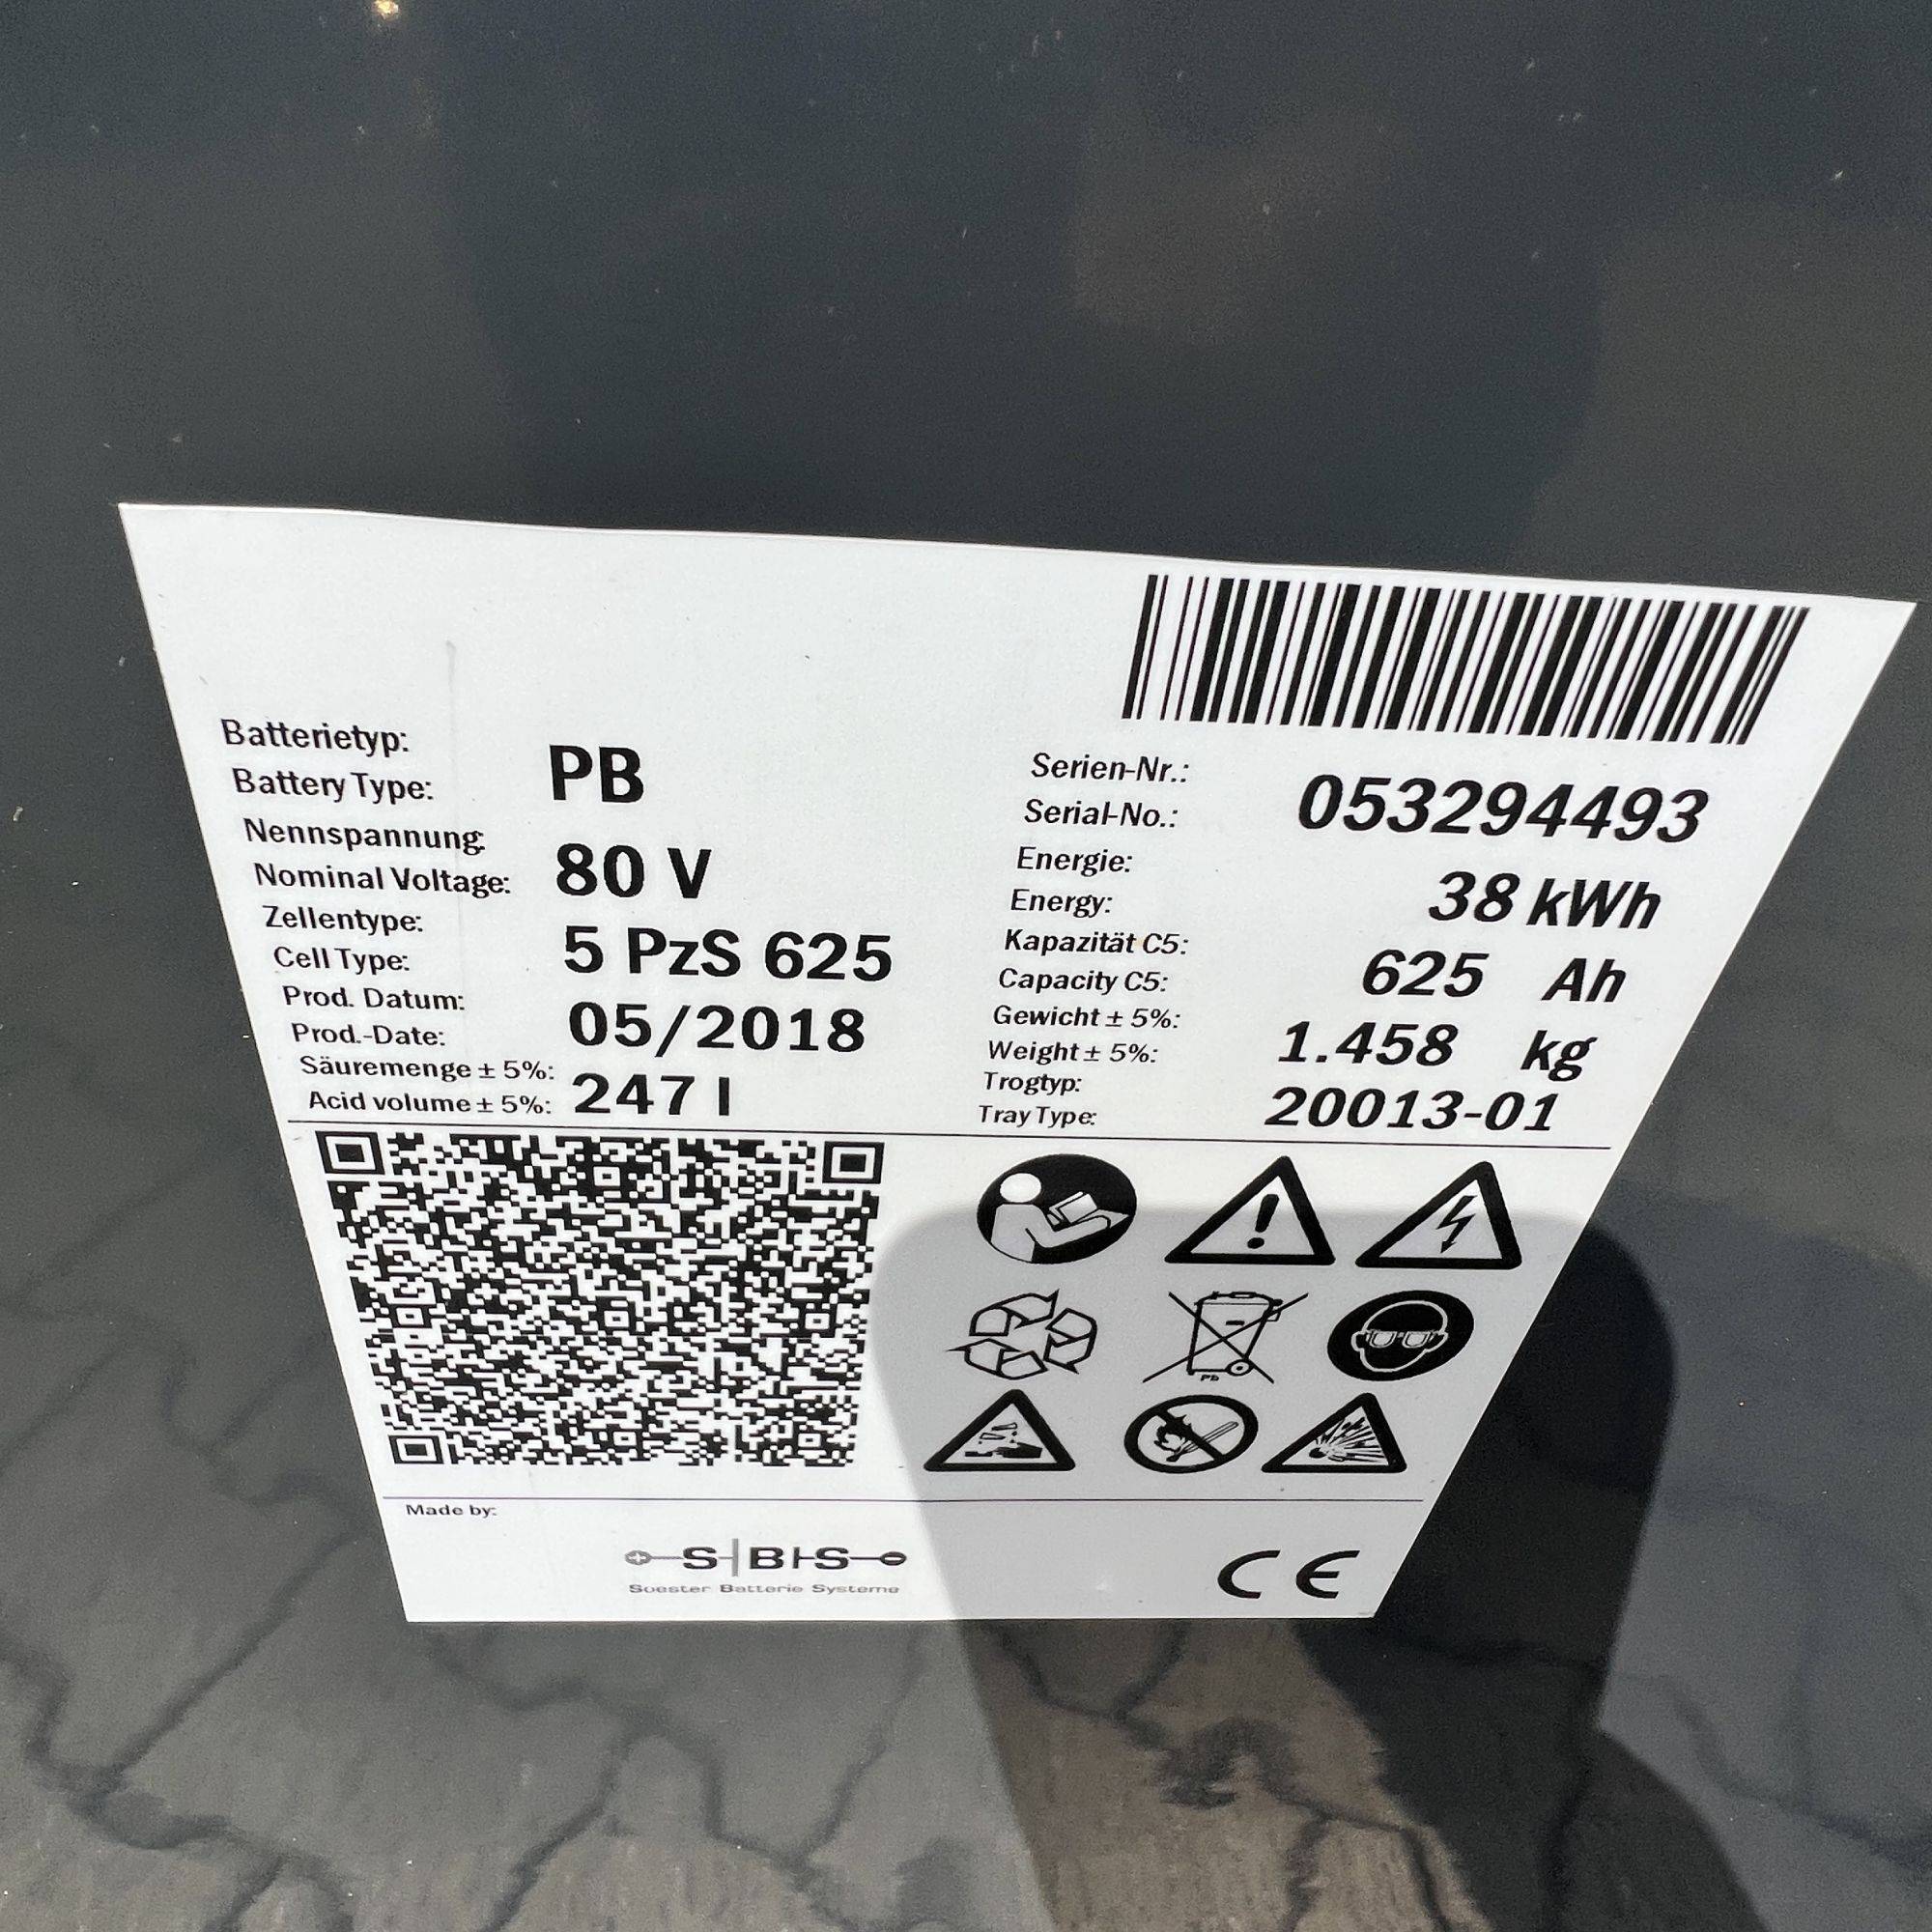 Batterietyp:
Battery Type: PB
Nennspannung:
Nominal Voltage: 80 V
Zellentype:
Cell Type: 5 PzS 625
Prod. Datum:
Prod.-Date: 05/2018
Säuremenge ± 5%:
Acid volume ± 5%: 247 l
Serien-Nr.:
Serial-No.: 053294493
Energie:
Energy: 38 kWh
Kapazität C5:
Capacity C5: 625 Ah
Gewicht ± 5%:
Weight ± 5%: 1.458 kg
Trogtyp:
Tray Type: 20013-01
Pb
Made by:
S|B|S
Soester Batterie Systeme
CE